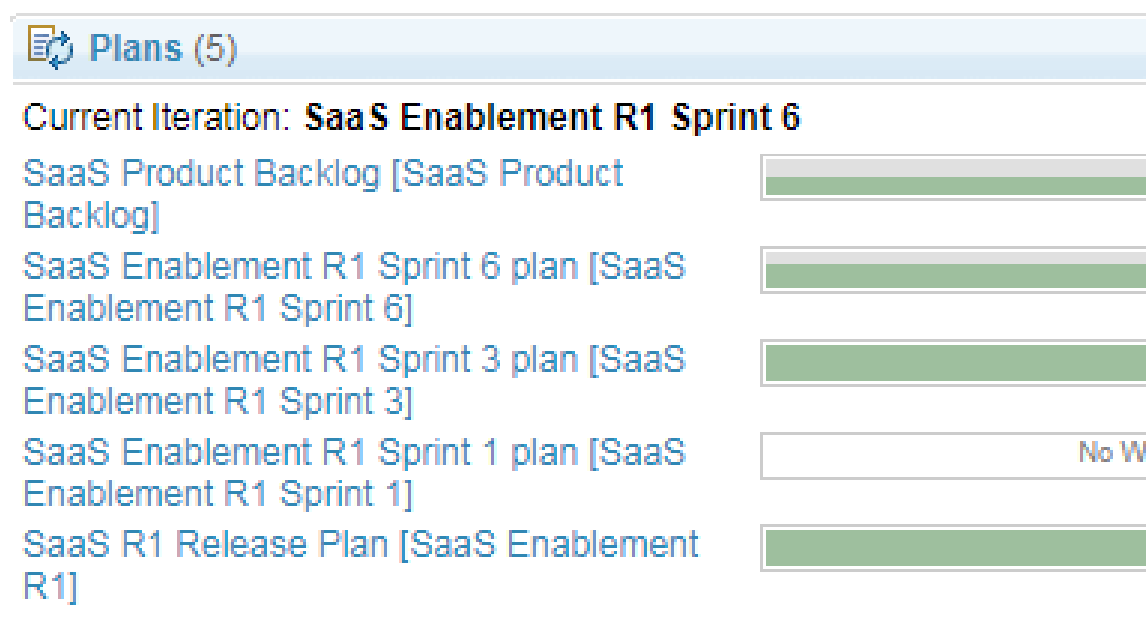 Plans (5)
Current Iteration: SaaS Enablement R1 Sprint 6
SaaS Product Backlog [SaaS Product
Backlog]
SaaS Enablement R1 Sprint 6 plan [SaaS
Enablement R1 Sprint 6]
SaaS Enablement R1 Sprint 3 plan [SaaS
Enablement R1 Sprint 3]
SaaS Enablement R1 Sprint 1 plan [SaaS
Enablement R1 Sprint 1]
No W
SaaS R1 Release Plan [SaaS Enablement
R1]